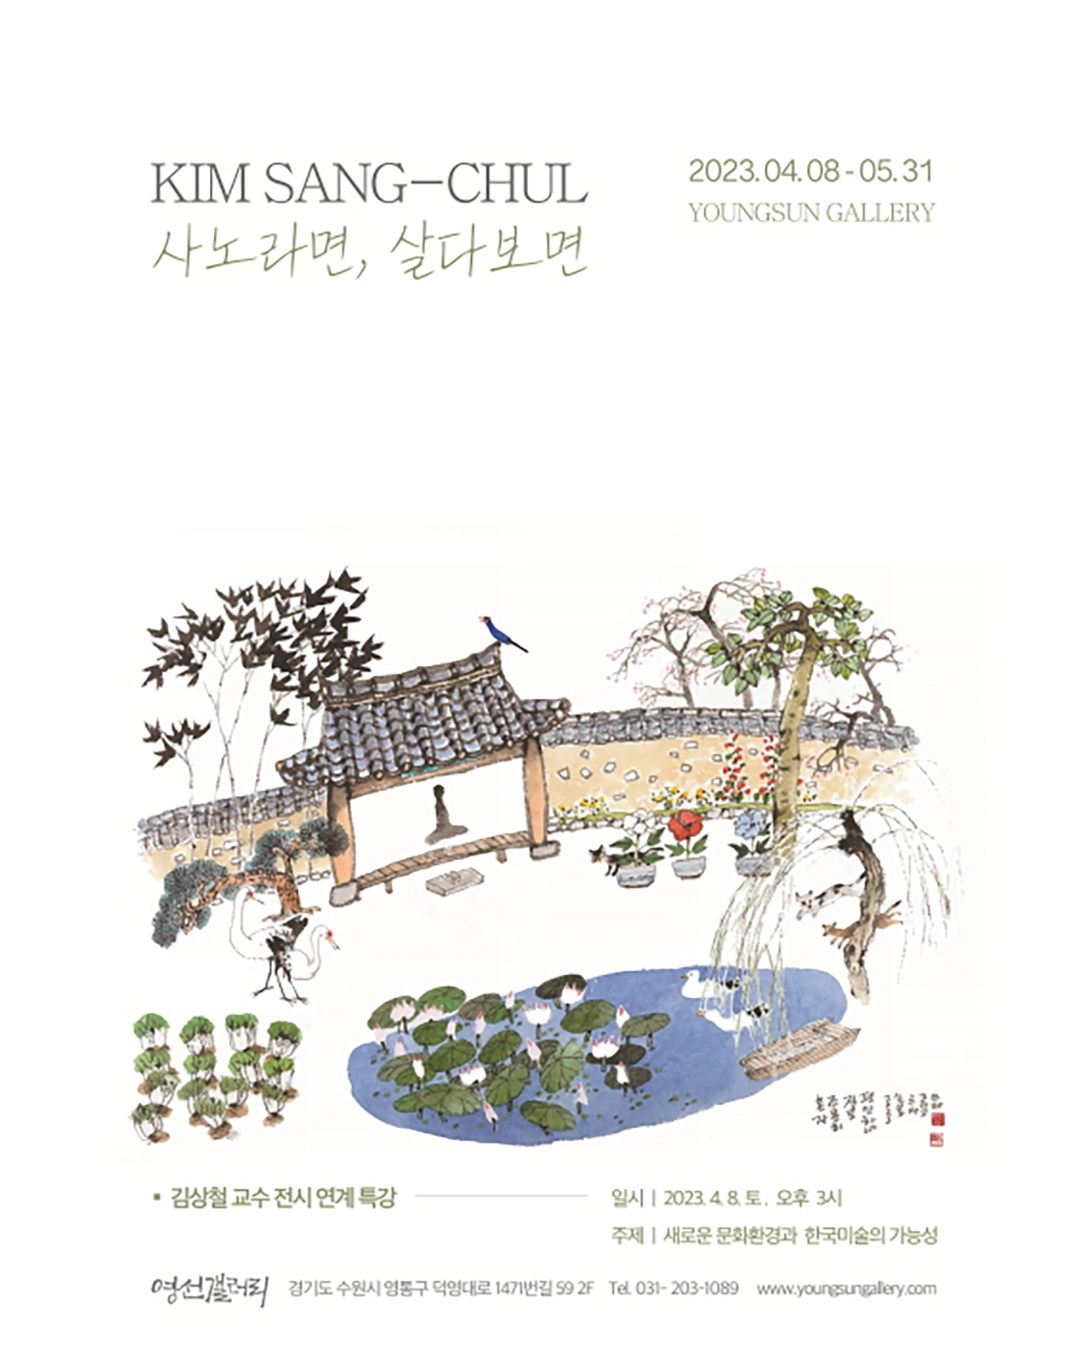 KIM SANG-CHUL
사노라면, 살다보면
2023. 04. 08 - 05. 31
YOUNGSUN GALLERY
▪ 김상철 교수 전시 연계 특강
일시 | 2023. 4. 8. 토. 오후 3시
주제 | 새로운 문화환경과 한국미술의 가능성
영선갤러리 경기도 수원시 영통구 덕영대로 1471번길 59 2F Tel. 031- 203-1089 www.youngsungallery.com